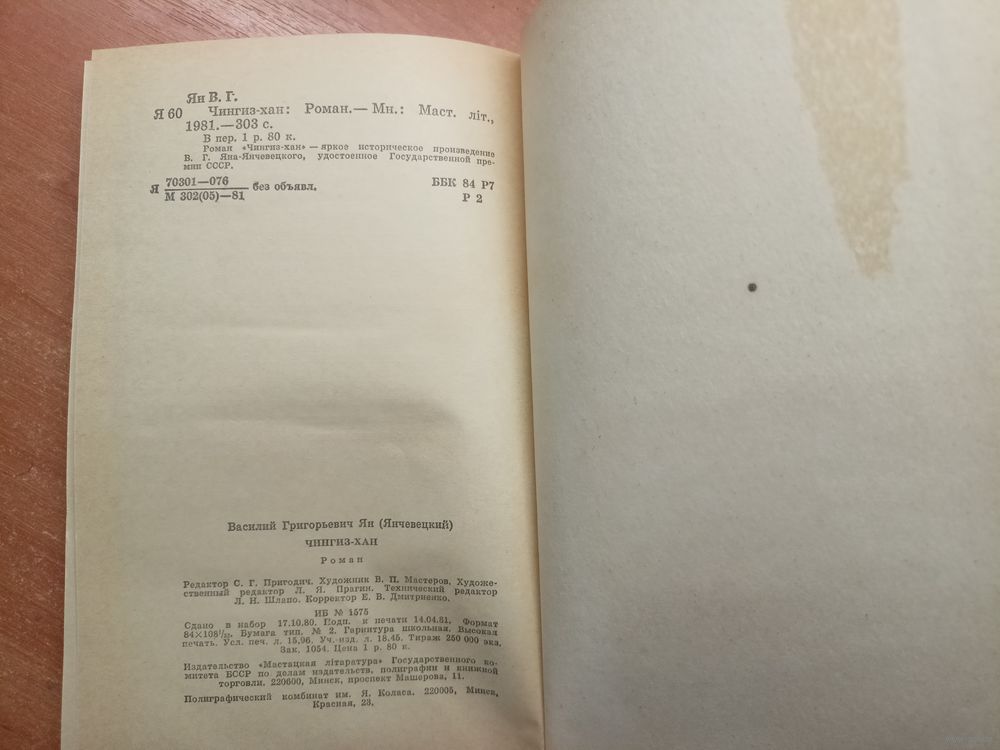 Ян В. Г.
Я 60 Чингиз-хан: Роман.— Мн.: Маст. літ.,
1981.—303 с.
В пер. 1 р. 80 к.
Роман «Чингиз-хан» — яркое историческое произведение
В. Г. Яна-Янчевецкого, удостоенное Государственной пре-
мии СССР.
Я 70301—076 без объявл. ББК 84 Р7
М 302(05)—81 Р 2
Василий Григорьевич Ян (Янчевецкий)
ЧИНГИЗ-ХАН
Роман
Редактор С. Г. Пригодич. Художник В. П. Мастеров. Художе-
ственный редактор Л. Я. Прагин. Технический редактор
Л. Н. Шлапо. Корректор Е. В. Дмитриенко.
ИБ № 1575
Сдано в набор 17.10.80. Подп. к печати 14.04.81. Формат
84×108¹/₃₂. Бумага тип. № 2. Гарнитура школьная. Высокая
печать. Усл. печ. л. 15,96. Уч.-изд. л. 18,45. Тираж 250 000 экз.
Зак. 1054. Цена 1 р. 80 к.
Издательство «Мастацкая літаратура» Государственного ко-
митета БССР по делам издательств, полиграфии и книжной
торговли. 220600, Минск, проспект Машерова, 11.
Полиграфический комбинат им. Я. Коласа. 220005, Минск,
Красная, 23.